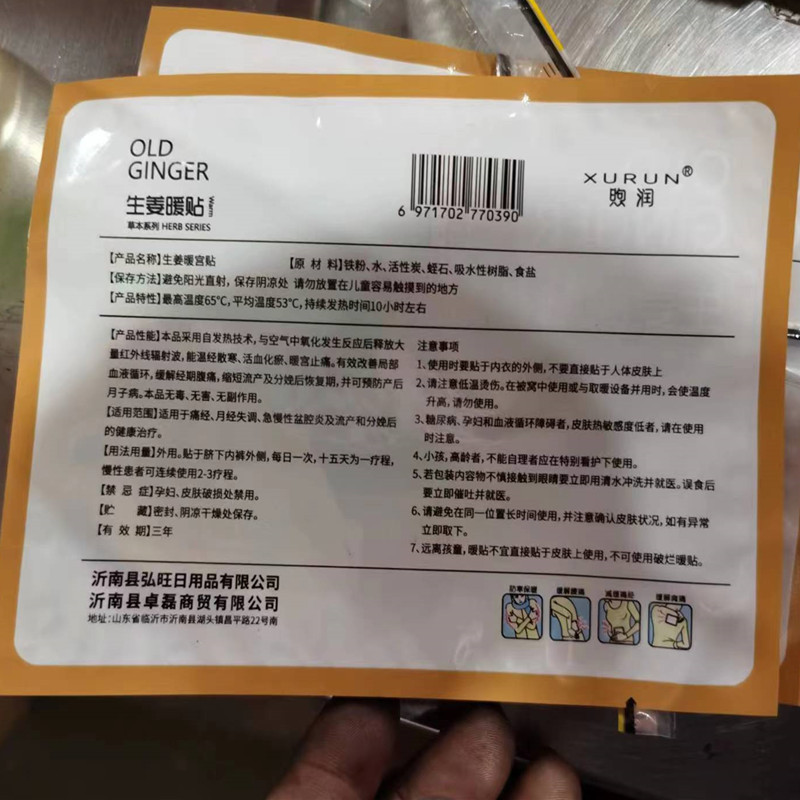 OLD
GINGER
生姜暖贴 Warm
草本系列 HERB SERIES
6 971702 770390
XURUN®
煦润
【产品名称】生姜暖宫贴 【原 材 料】铁粉、水、活性炭、蛭石、吸水性树脂、食盐
【保存方法】避免阳光直射，保存阴凉处 请勿放置在儿童容易触摸到的地方
【产品特性】最高温度65℃，平均温度53℃，持续发热时间10小时左右
【产品性能】本品采用自发热技术，与空气中氧化发生反应后释放大
量红外线辐射波，能温经散寒、活血化瘀、暖宫止痛。有效改善局部
血液循环，缓解经期腹痛，缩短流产及分娩后恢复期，并可预防产后
月子病。本品无毒、无害、无副作用。
【适用范围】适用于痛经、月经失调、急慢性盆腔炎及流产和分娩后
的健康治疗。
【用法用量】外用。贴于脐下内裤外侧，每日一次，十五天为一疗程，
慢性患者可连续使用2-3疗程。
【禁 忌 症】孕妇、皮肤破损处禁用。
【贮 藏】密封、阴凉干燥处保存。
【有 效 期】三年
注意事项
1、使用时要贴于内衣的外侧，不要直接贴于人体皮肤上
2、请注意低温烫伤。在被窝中使用或与取暖设备并用时，会使温度
升高，请勿使用。
3、糖尿病、孕妇和血液循环障碍者，皮肤热敏感度低者，请在使用
时注意。
4、小孩，高龄者，不能自理者应在特别看护下使用。
5、若包装内容物不慎接触到眼睛要立即用清水冲洗并就医。误食后
要立即催吐并就医。
6、请避免在同一位置长时间使用，并注意确认皮肤状况，如有异常
立即取下。
7、远离孩童，暖贴不宜直接贴于皮肤上使用，不可使用破烂暖贴。
沂南县弘旺日用品有限公司
沂南县卓磊商贸有限公司
地址：山东省临沂市沂南县湖头镇昌平路22号南
防寒保暖 缓解腰痛 减缓痛经 缓解肩痛